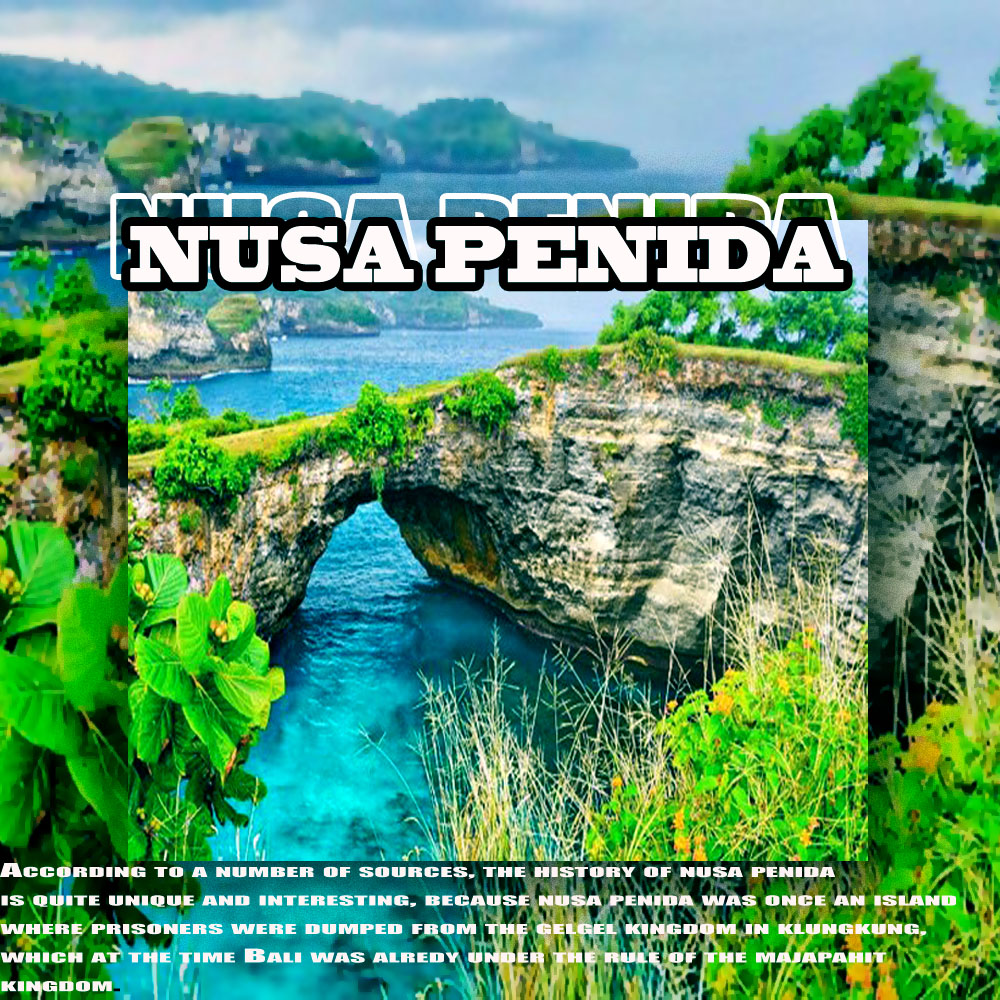 NUSA PENIDA
NUSA PENIDA
According to a number of sources, the history of nusa penida
is quite unique and interesting, because nusa penida was once an island
where prisoners were dumped from the gelgel kingdom in klungkung,
which at the time Bali was alredy under the rule of the majapahit
kingdom.